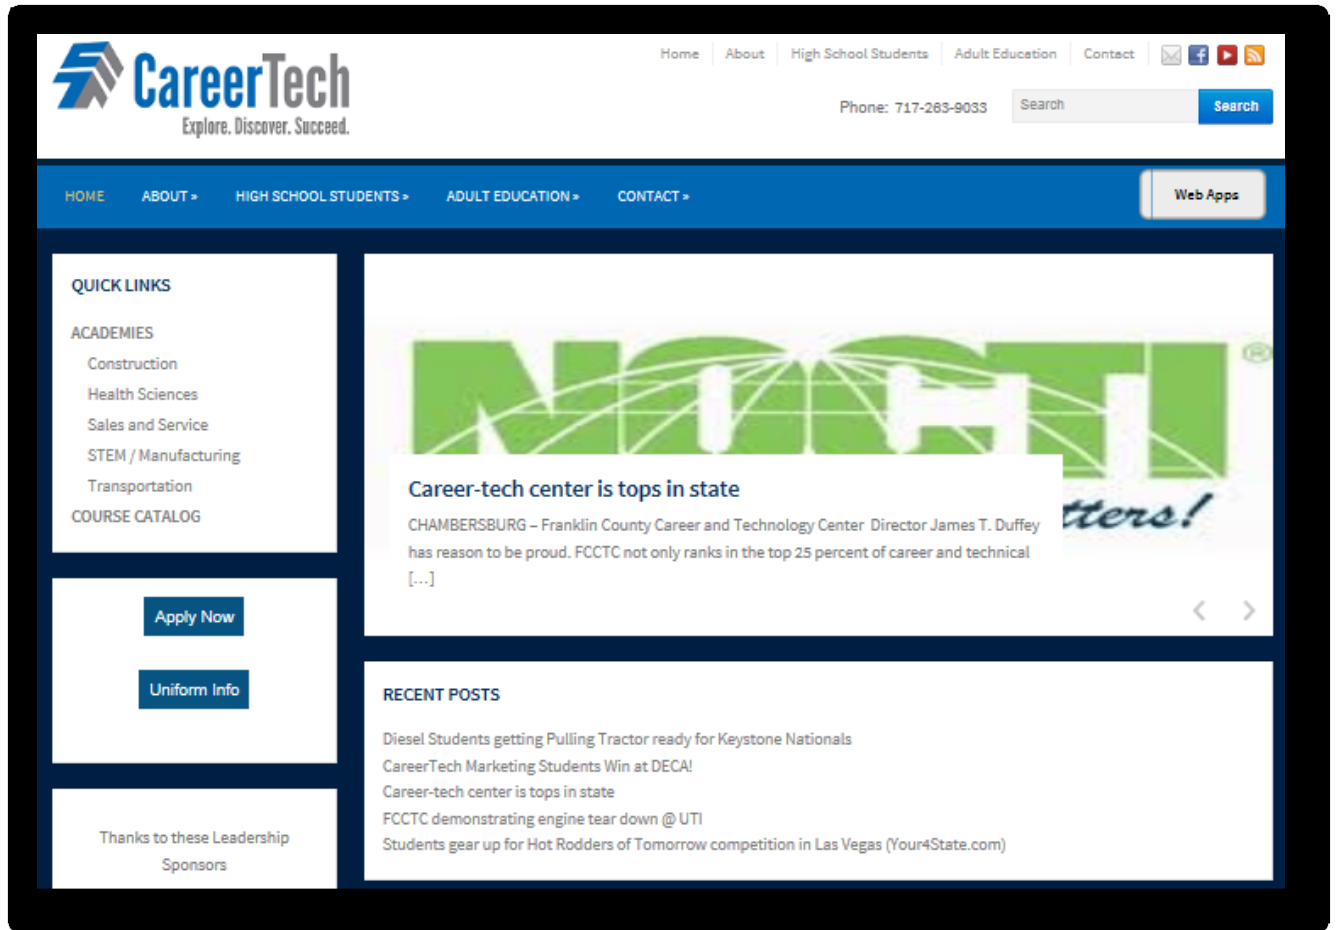 CareerTech
Explore. Discover. Succeed.
Home About High School Students Adult Education Contact
Phone: 717-263-9033 Search Search
HOME ABOUT » HIGH SCHOOL STUDENTS » ADULT EDUCATION » CONTACT » Web Apps
QUICK LINKS
ACADEMIES
Construction
Health Sciences
Sales and Service
STEM / Manufacturing
Transportation
COURSE CATALOG
Apply Now
Uniform Info
Thanks to these Leadership
Sponsors
NOCTI ®
tters!
Career-tech center is tops in state
CHAMBERSBURG – Franklin County Career and Technology Center Director James T. Duffey
has reason to be proud. FCCTC not only ranks in the top 25 percent of career and technical
[...]
RECENT POSTS
Diesel Students getting Pulling Tractor ready for Keystone Nationals
CareerTech Marketing Students Win at DECA!
Career-tech center is tops in state
FCCTC demonstrating engine tear down @ UTI
Students gear up for Hot Rodders of Tomorrow competition in Las Vegas (Your4State.com)